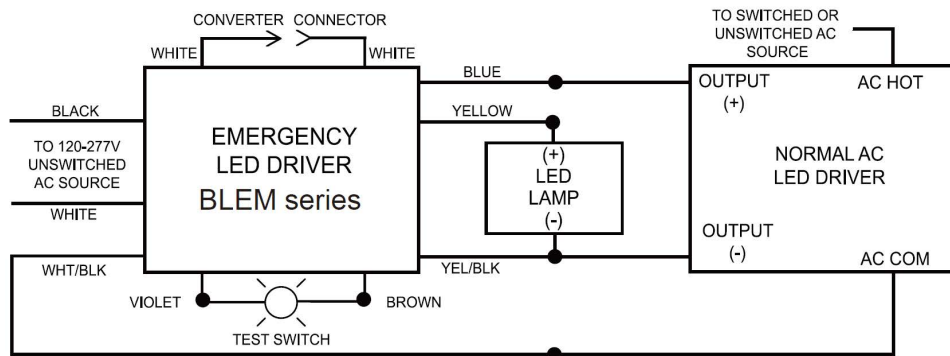 CONVERTER CONNECTOR
WHITE WHITE
TO SWITCHED OR
UNSWITCHED AC
SOURCE
BLACK
TO 120-277V
UNSWITCHED
AC SOURCE
WHITE
WHT/BLK
EMERGENCY
LED DRIVER
BLEM series
BLUE
YELLOW
YEL/BLK
(+)
LED
LAMP
(-)
OUTPUT
(+)
AC HOT
NORMAL AC
LED DRIVER
OUTPUT
(-)
AC COM
VIOLET BROWN
TEST SWITCH